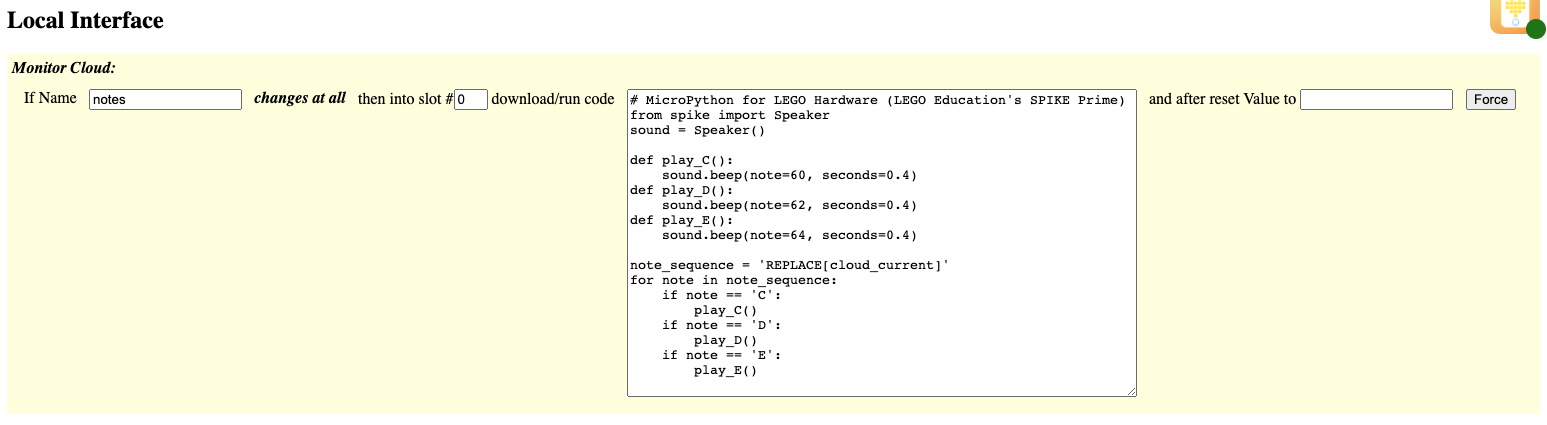 Local Interface
Monitor Cloud:
If Name notes changes at all then into slot #0 download/run code
# MicroPython for LEGO Hardware (LEGO Education's SPIKE Prime)
from spike import Speaker
sound = Speaker()

def play_C():
    sound.beep(note=60, seconds=0.4)
def play_D():
    sound.beep(note=62, seconds=0.4)
def play_E():
    sound.beep(note=64, seconds=0.4)

note_sequence = 'REPLACE[cloud_current]'
for note in note_sequence:
    if note == 'C':
        play_C()
    if note == 'D':
        play_D()
    if note == 'E':
        play_E()
and after reset Value to
Force